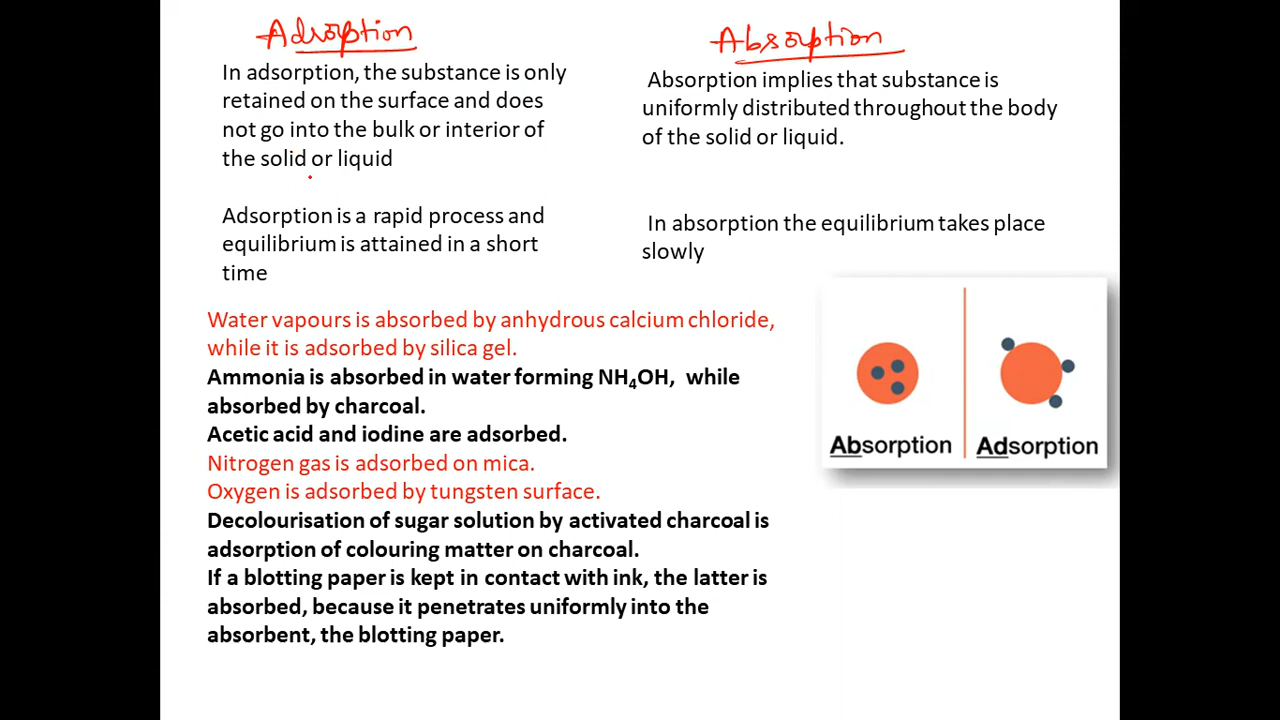 Adsorption
In adsorption, the substance is only
retained on the surface and does
not go into the bulk or interior of
the solid or liquid
Adsorption is a rapid process and
equilibrium is attained in a short
time
Absorption
Absorption implies that substance is
uniformly distributed throughout the body
of the solid or liquid.
In absorption the equilibrium takes place
slowly
Water vapours is absorbed by anhydrous calcium chloride,
while it is adsorbed by silica gel.
Ammonia is absorbed in water forming NH₄OH, while
absorbed by charcoal.
Acetic acid and iodine are adsorbed.
Nitrogen gas is adsorbed on mica.
Oxygen is adsorbed by tungsten surface.
Decolourisation of sugar solution by activated charcoal is
adsorption of colouring matter on charcoal.
If a blotting paper is kept in contact with ink, the latter is
absorbed, because it penetrates uniformly into the
absorbent, the blotting paper.
Absorption
Adsorption